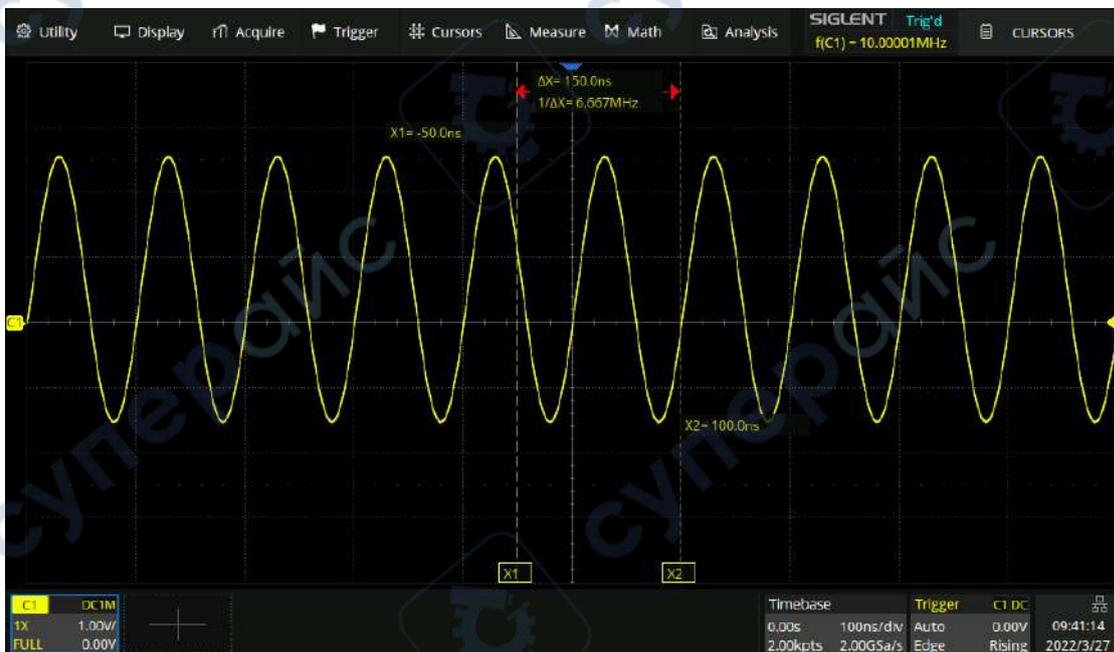 Utility Display Acquire Trigger Cursors Measure Math Analysis
SIGLENT Trig'd
f(C1) = 10.00001MHz
CURSORS
ΔX= 150.0ns
1/ΔX= 6.667MHz
X1= -50.0ns
C1
X2= 100.0ns
X1 X2
C1 DC1M
1X 1.00V/
FULL 0.00V
Timebase
0.00s 100ns/div
2.00kpts 2.00GSa/s
Trigger C1 DC
Auto 0.00V
Edge Rising
09:41:14
2022/3/27
суперайс
суперайс